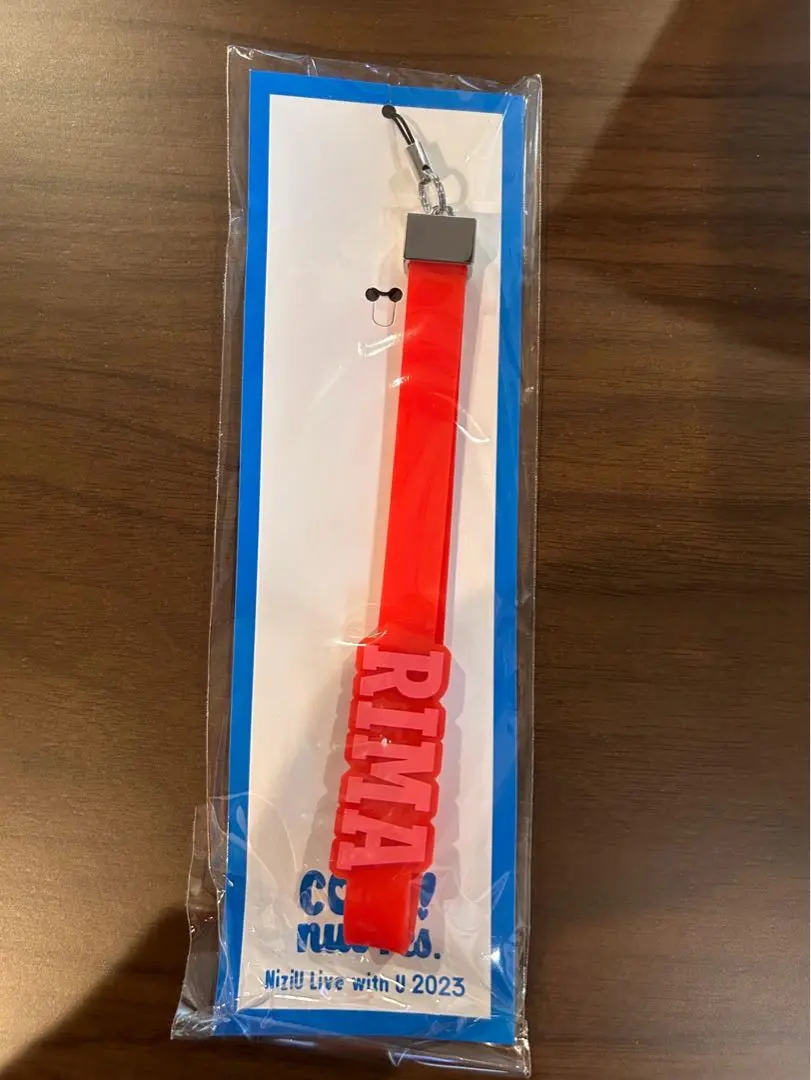 RIMA
NiziU Live with U 2023